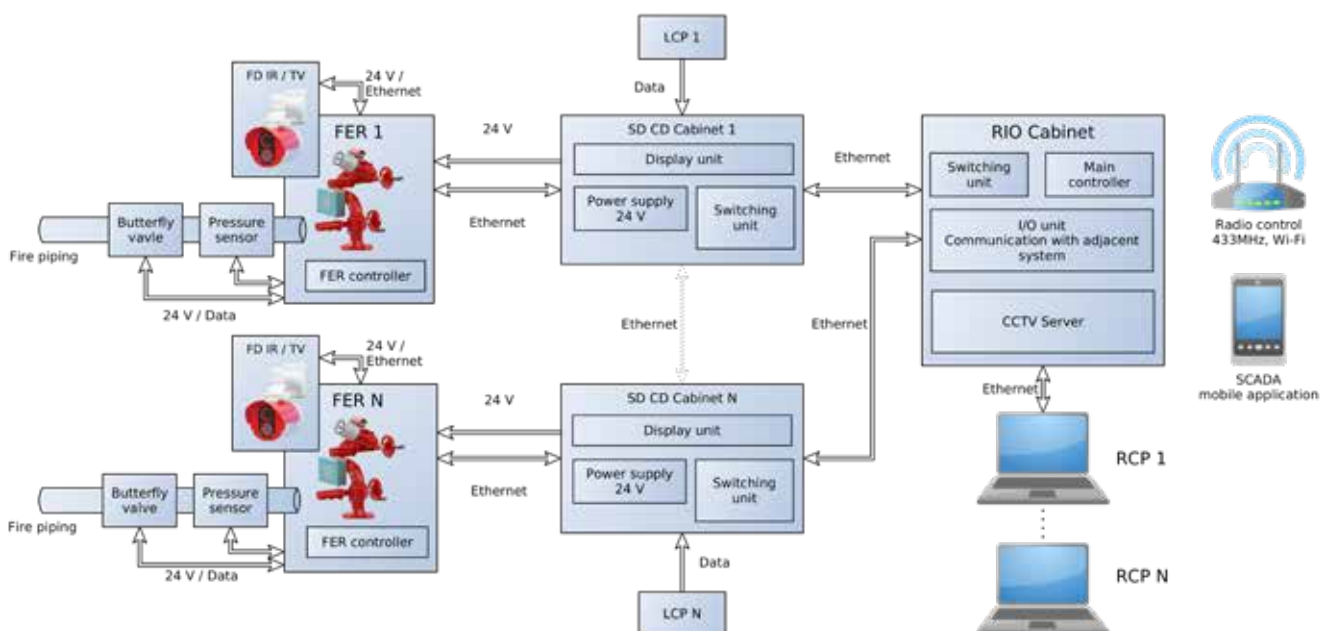 LCP 1
Data
FD IR / TV
24 V /
Ethernet
FER 1
24 V
Ethernet
FER controller
Butterfly
vavle
Pressure
sensor
Fire piping
24 V / Data
SD CD Cabinet 1
Display unit
Power supply
24 V
Switching
unit
Ethernet
RIO Cabinet
Switching
unit
Main
controller
I/O unit
Communication with adjacent
system
CCTV Server
Radio control
433MHz, Wi-Fi
SCADA
mobile application
Ethernet
Ethernet
Ethernet
FD IR / TV
24 V /
Ethernet
FER N
24 V
Ethernet
FER controller
Butterfly
valve
Pressure
sensor
Fire piping
24 V / Data
SD CD Cabinet N
Display unit
Power supply
24 V
Switching
unit
Data
LCP N
RCP 1
RCP N